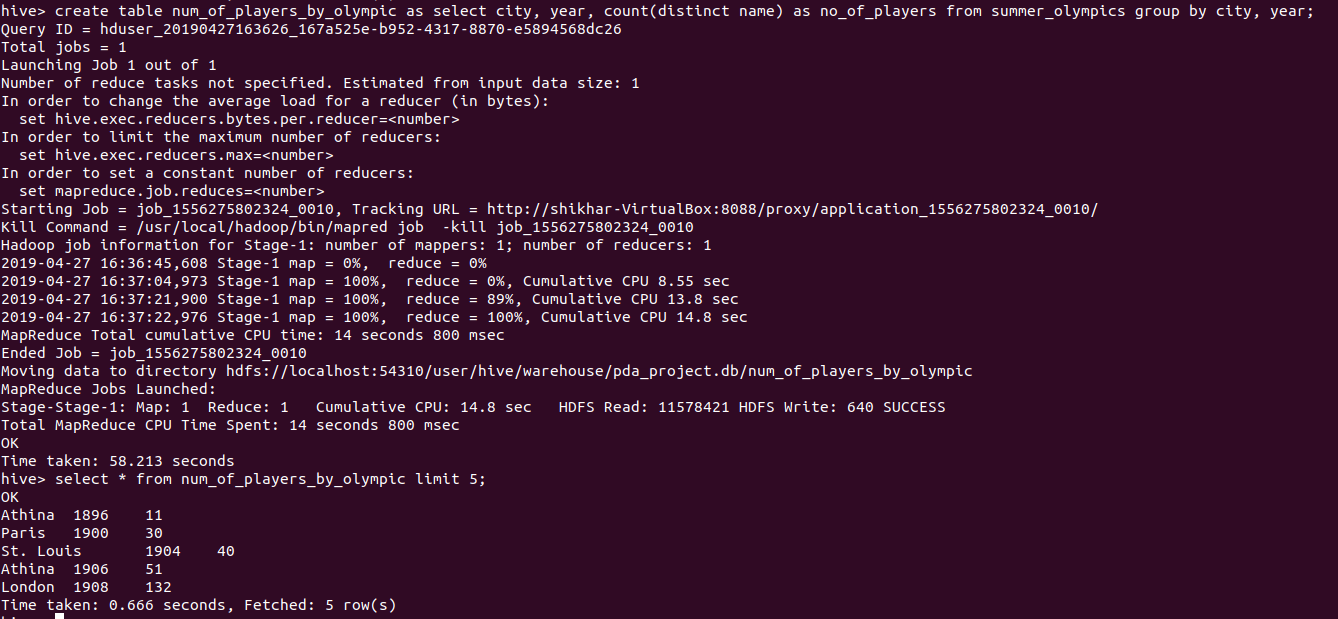 hive> create table num_of_players_by_olympic as select city, year, count(distinct name) as no_of_players from summer_olympics group by city, year;
Query ID = hduser_20190427163626_167a525e-b952-4317-8870-e5894568dc26
Total jobs = 1
Launching Job 1 out of 1
Number of reduce tasks not specified. Estimated from input data size: 1
In order to change the average load for a reducer (in bytes):
  set hive.exec.reducers.bytes.per.reducer=<number>
In order to limit the maximum number of reducers:
  set hive.exec.reducers.max=<number>
In order to set a constant number of reducers:
  set mapreduce.job.reduces=<number>
Starting Job = job_1556275802324_0010, Tracking URL = http://shikhar-VirtualBox:8088/proxy/application_1556275802324_0010/
Kill Command = /usr/local/hadoop/bin/mapred job  -kill job_1556275802324_0010
Hadoop job information for Stage-1: number of mappers: 1; number of reducers: 1
2019-04-27 16:36:45,608 Stage-1 map = 0%,  reduce = 0%
2019-04-27 16:37:04,973 Stage-1 map = 100%,  reduce = 0%, Cumulative CPU 8.55 sec
2019-04-27 16:37:21,900 Stage-1 map = 100%,  reduce = 89%, Cumulative CPU 13.8 sec
2019-04-27 16:37:22,976 Stage-1 map = 100%,  reduce = 100%, Cumulative CPU 14.8 sec
MapReduce Total cumulative CPU time: 14 seconds 800 msec
Ended Job = job_1556275802324_0010
Moving data to directory hdfs://localhost:54310/user/hive/warehouse/pda_project.db/num_of_players_by_olympic
MapReduce Jobs Launched:
Stage-Stage-1: Map: 1  Reduce: 1   Cumulative CPU: 14.8 sec   HDFS Read: 11578421 HDFS Write: 640 SUCCESS
Total MapReduce CPU Time Spent: 14 seconds 800 msec
OK
Time taken: 58.213 seconds
hive> select * from num_of_players_by_olympic limit 5;
OK
Athina  1896    11
Paris   1900    30
St. Louis       1904    40
Athina  1906    51
London  1908    132
Time taken: 0.666 seconds, Fetched: 5 row(s)